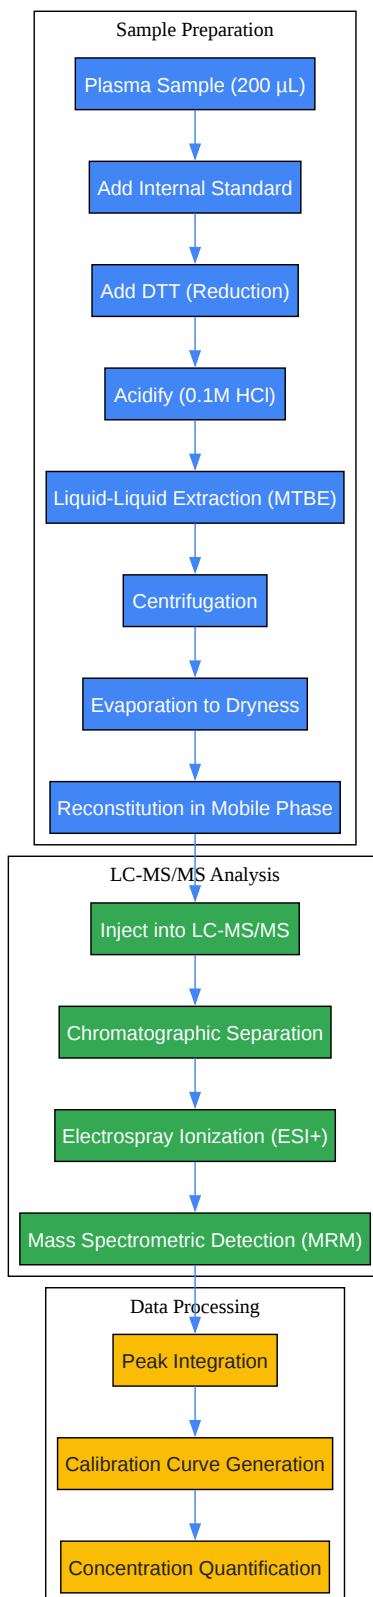 Sample Preparation
Plasma Sample (200 µL)
Add Internal Standard
Add DTT (Reduction)
Acidify (0.1M HCl)
Liquid-Liquid Extraction (MTBE)
Centrifugation
Evaporation to Dryness
Reconstitution in Mobile Phase
LC-MS/MS Analysis
Inject into LC-MS/MS
Chromatographic Separation
Electrospray Ionization (ESI+)
Mass Spectrometric Detection (MRM)
Data Processing
Peak Integration
Calibration Curve Generation
Concentration Quantification